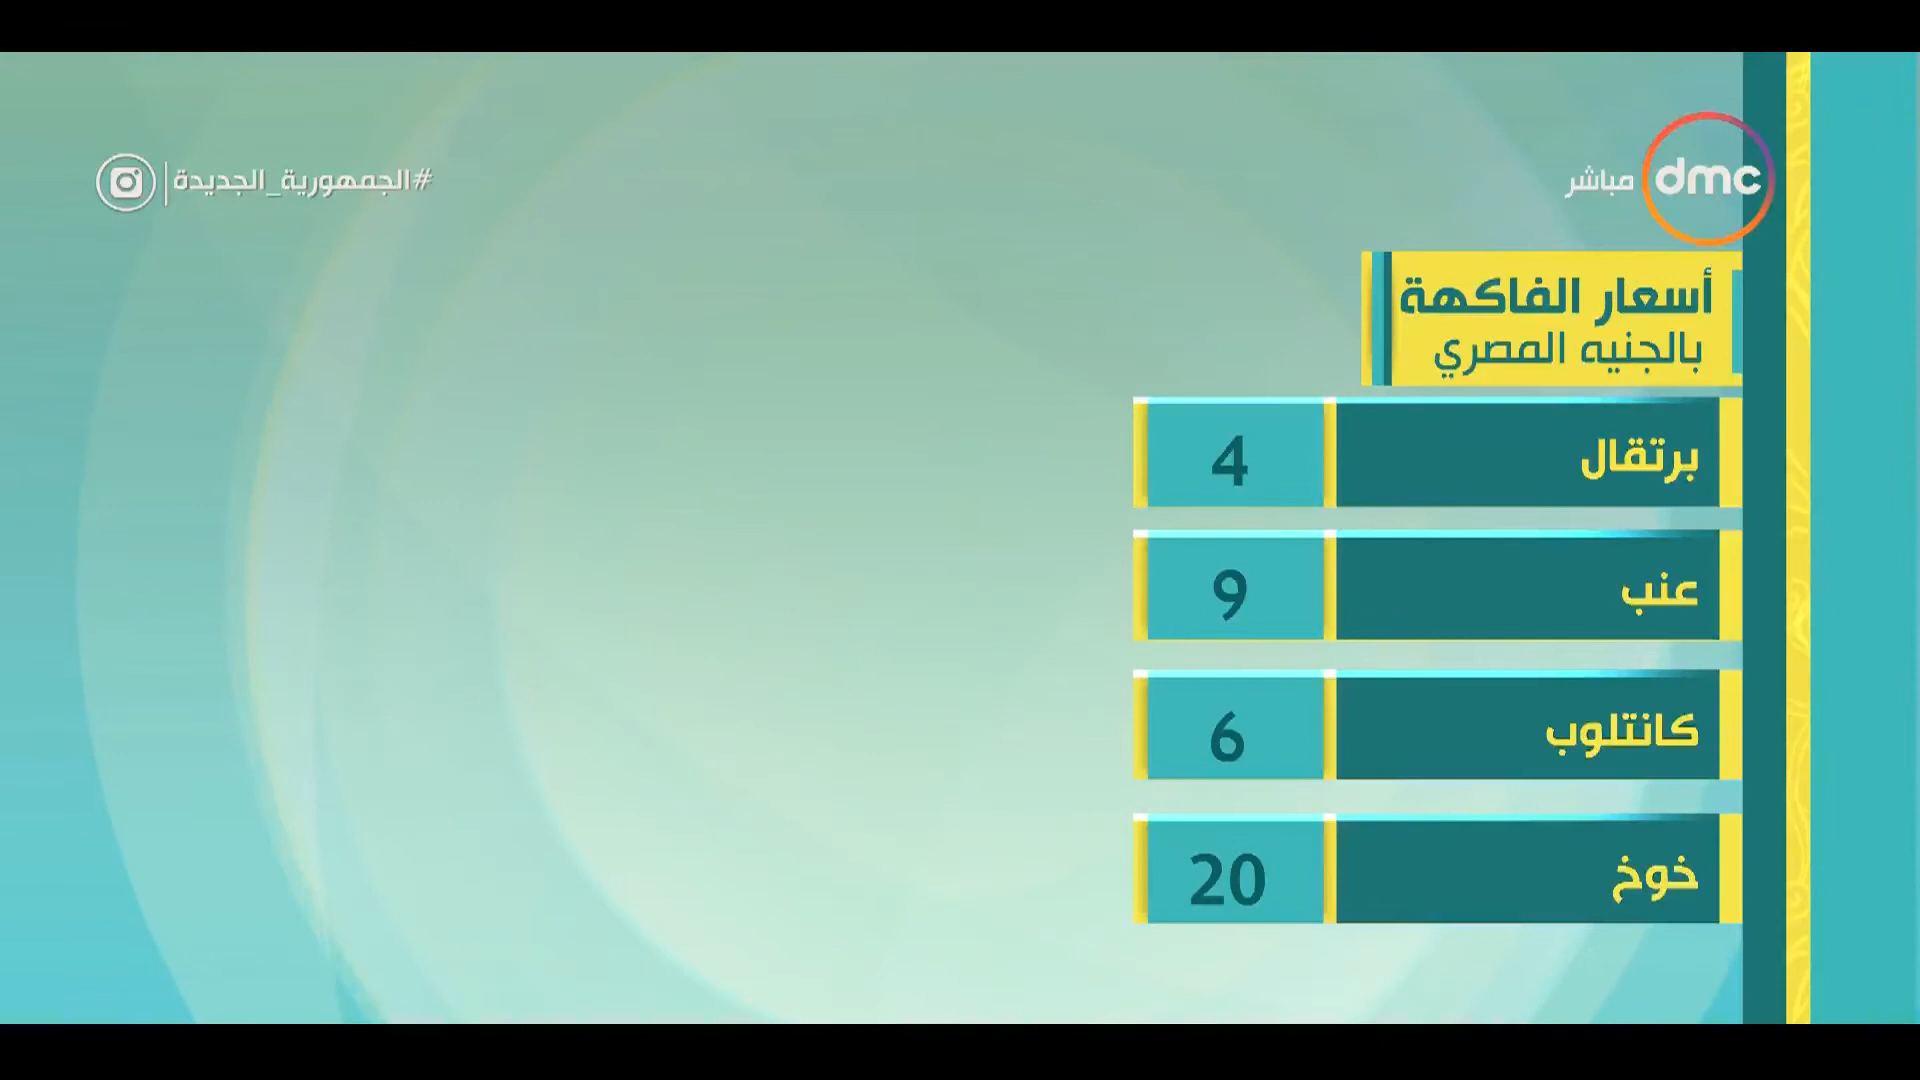 dmc مباشر
#الجمهورية_الجديدة
أسعار الفاكهة
بالجنيه المصري
برتقال 4
عنب 9
كانتلوب 6
خوخ 20